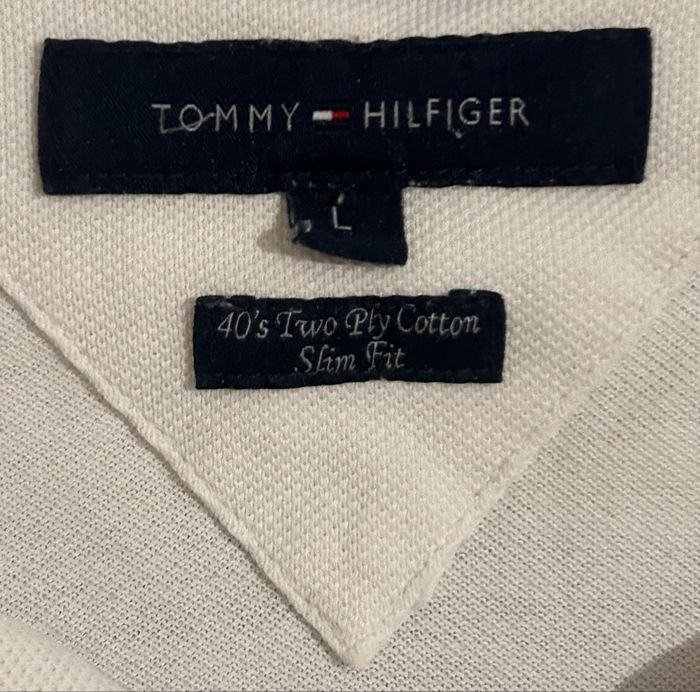 TOMMY HILFIGER
L
40's Two Ply Cotton
Slim Fit